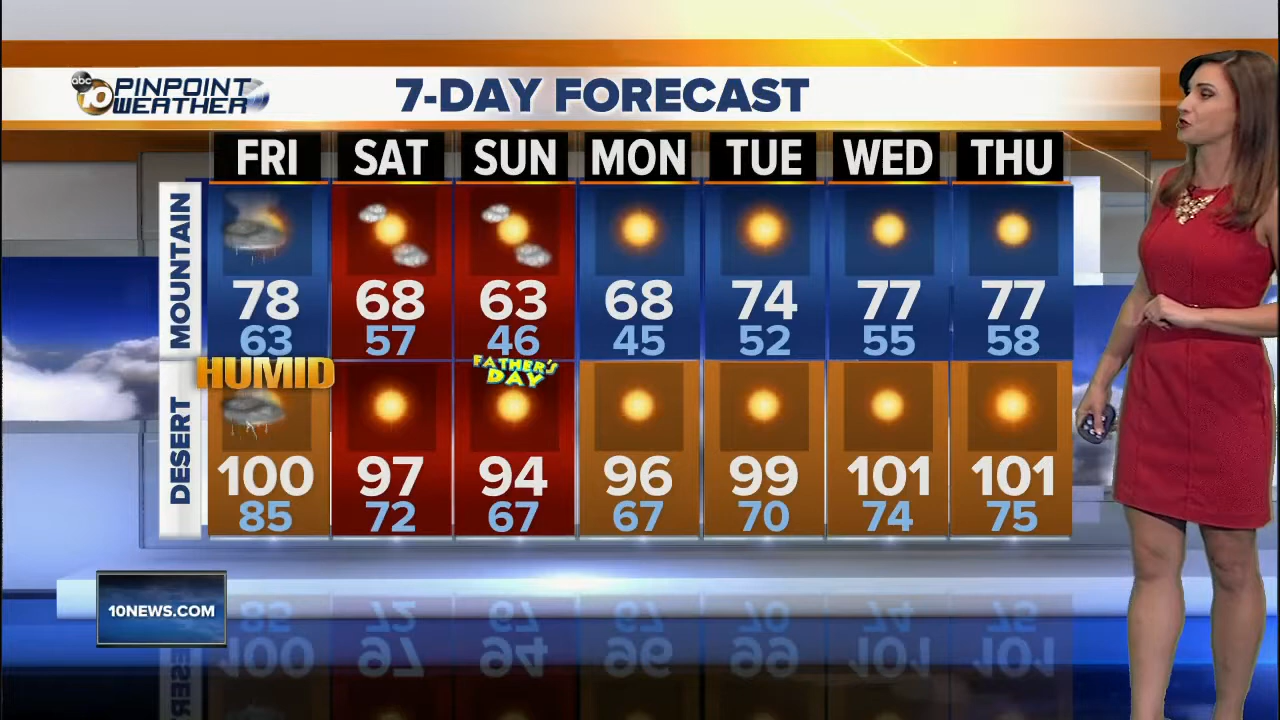 abc
10
PINPOINT
WEATHER
7-DAY FORECAST
FRI SAT SUN MON TUE WED THU
MOUNTAIN
78 68 63 68 74 77 77
63 57 46 45 52 55 58
HUMID
FATHER'S
DAY
DESERT
100 97 94 96 99 101 101
85 72 67 67 70 74 75
10NEWS.COM